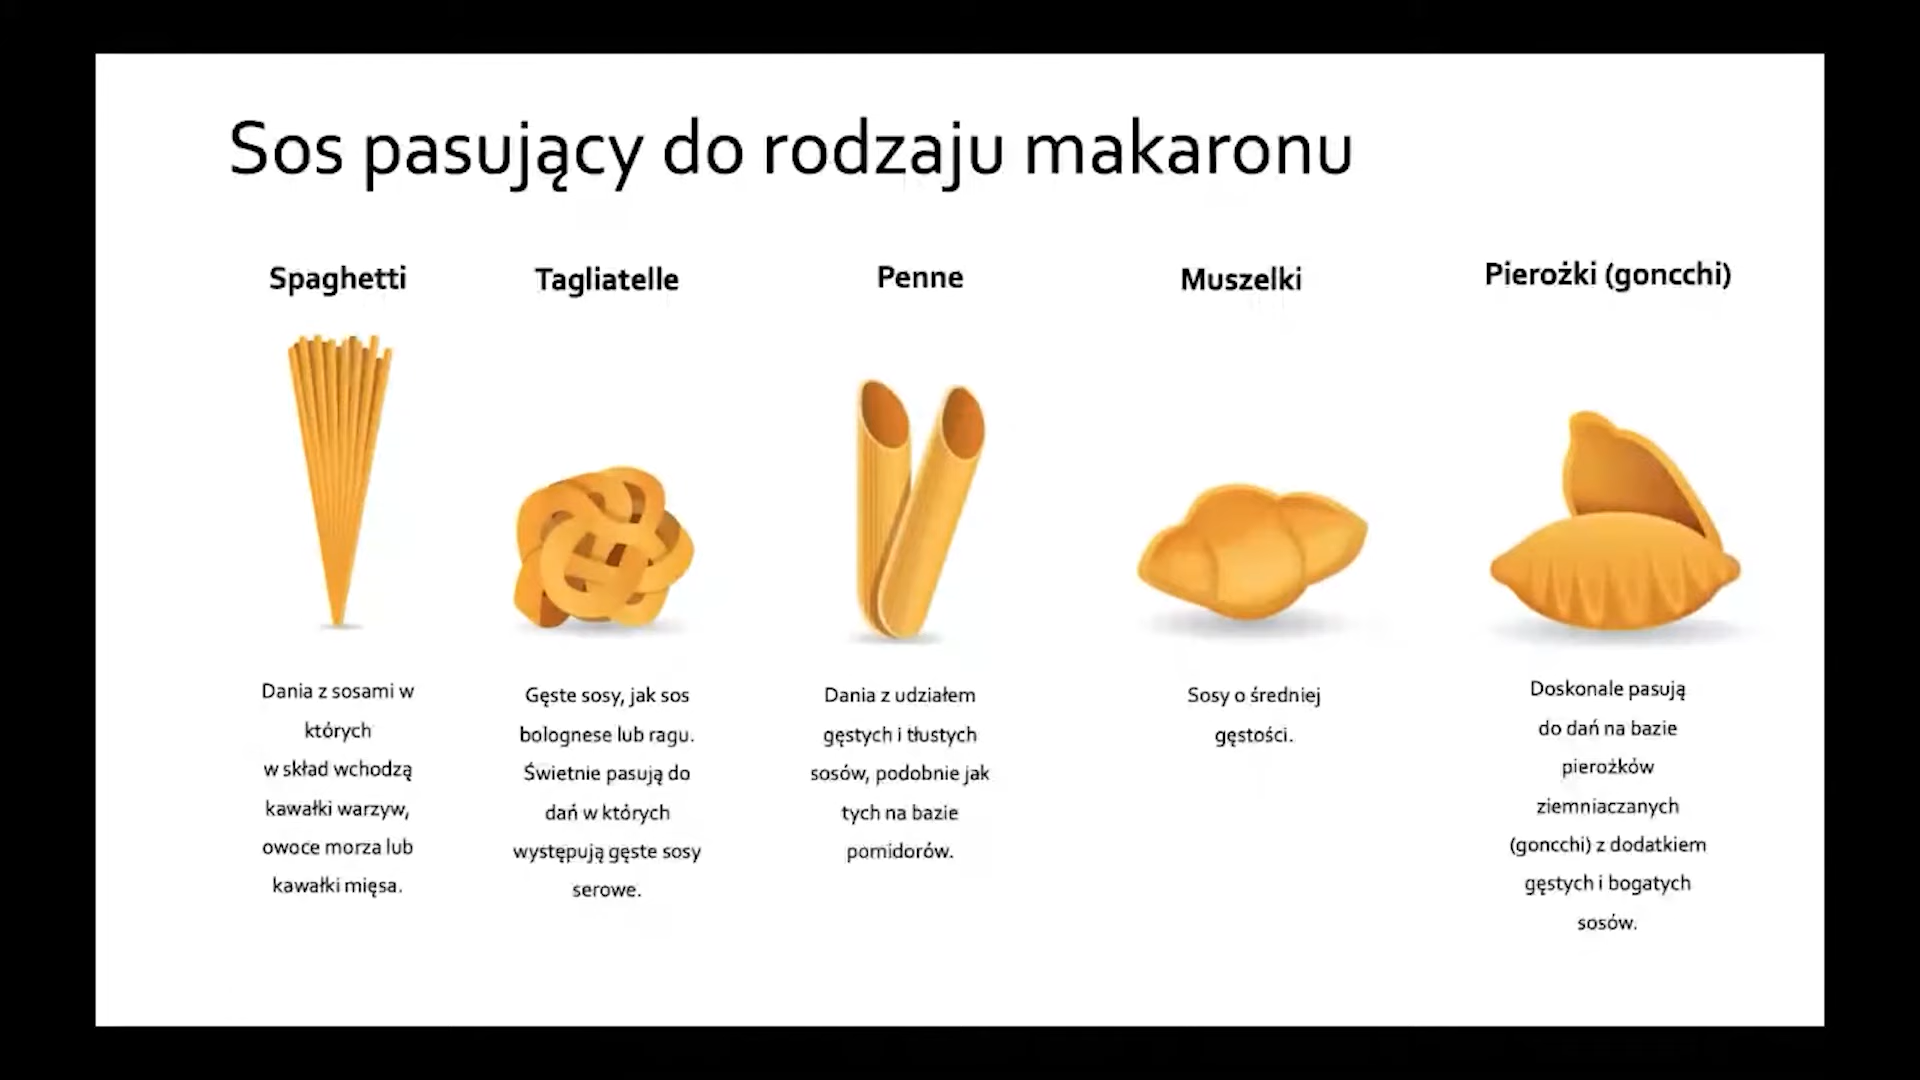 Sos pasujący do rodzaju makaronu
Spaghetti
Dania z sosami w
których
w skład wchodzą
kawałki warzyw,
owoce morza lub
kawałki mięsa.
Tagliatelle
Gęste sosy, jak sos
bolognese lub ragu.
Świetnie pasują do
dań w których
występują gęste sosy
serowe.
Penne
Dania z udziałem
gęstych i tłustych
sosów, podobnie jak
tych na bazie
pomidorów.
Muszelki
Sosy o średniej
gęstości.
Pierożki (goncchi)
Doskonale pasują
do dań na bazie
pierożków
ziemniaczanych
(goncchi) z dodatkiem
gęstych i bogatych
sosów.